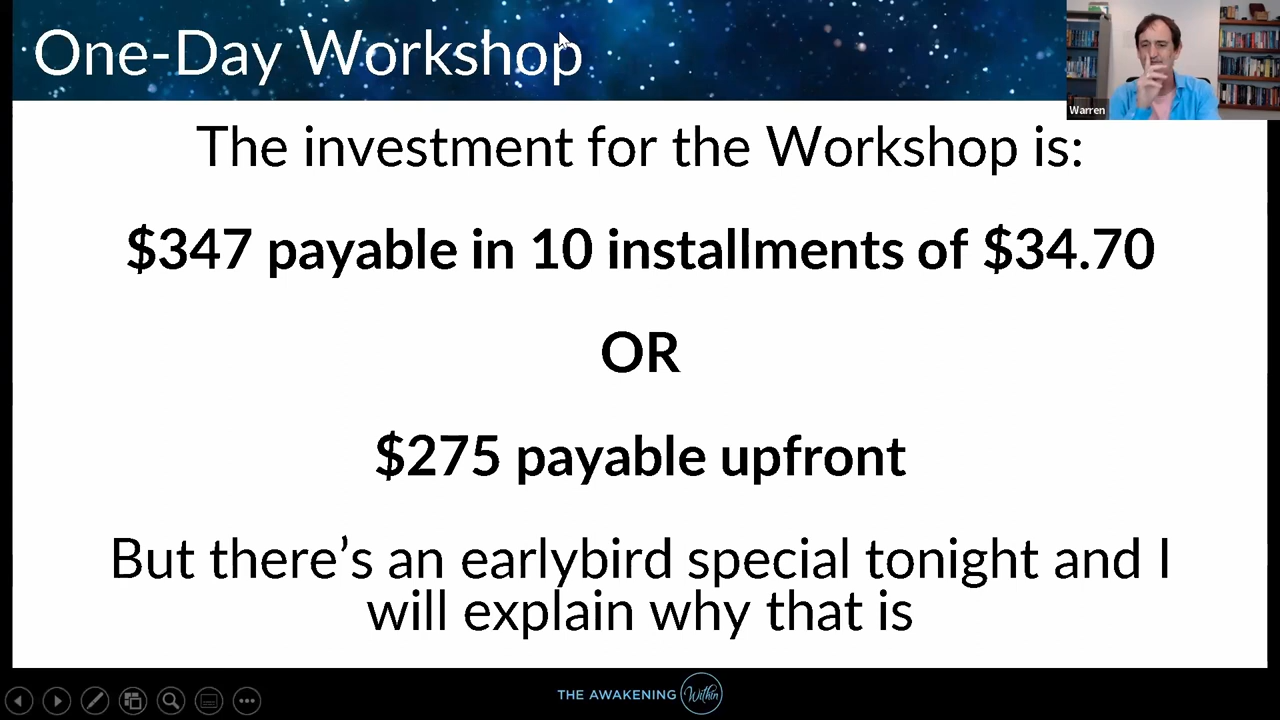 One-Day Workshop
Warren
The investment for the Workshop is:
$347 payable in 10 installments of $34.70
OR
$275 payable upfront
But there’s an earlybird special tonight and I
will explain why that is
THE AWAKENING Within